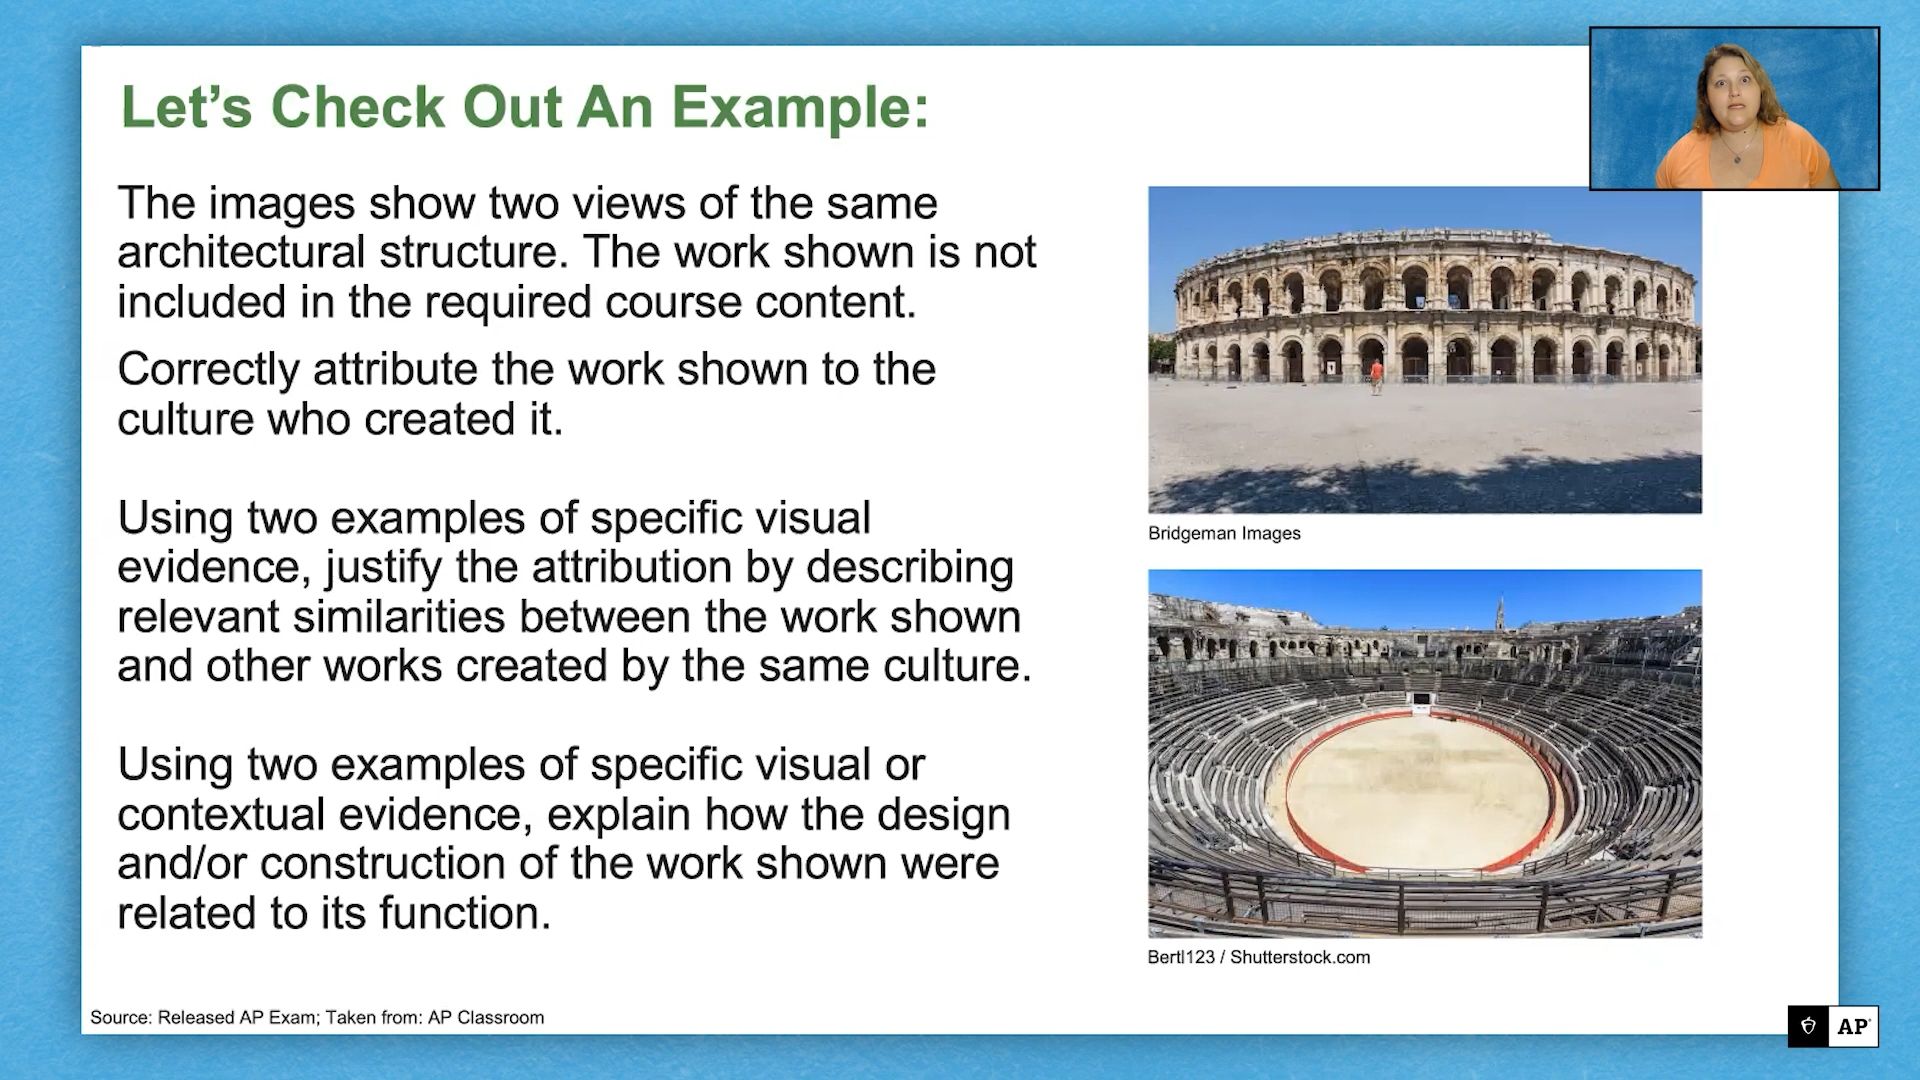 Let's Check Out An Example:
The images show two views of the same
architectural structure. The work shown is not
included in the required course content.
Correctly attribute the work shown to the
culture who created it.
Using two examples of specific visual
evidence, justify the attribution by describing
relevant similarities between the work shown
and other works created by the same culture.
Using two examples of specific visual or
contextual evidence, explain how the design
and/or construction of the work shown were
related to its function.
Bridgeman Images
Bertl123 / Shutterstock.com
Source: Released AP Exam; Taken from: AP Classroom
AP